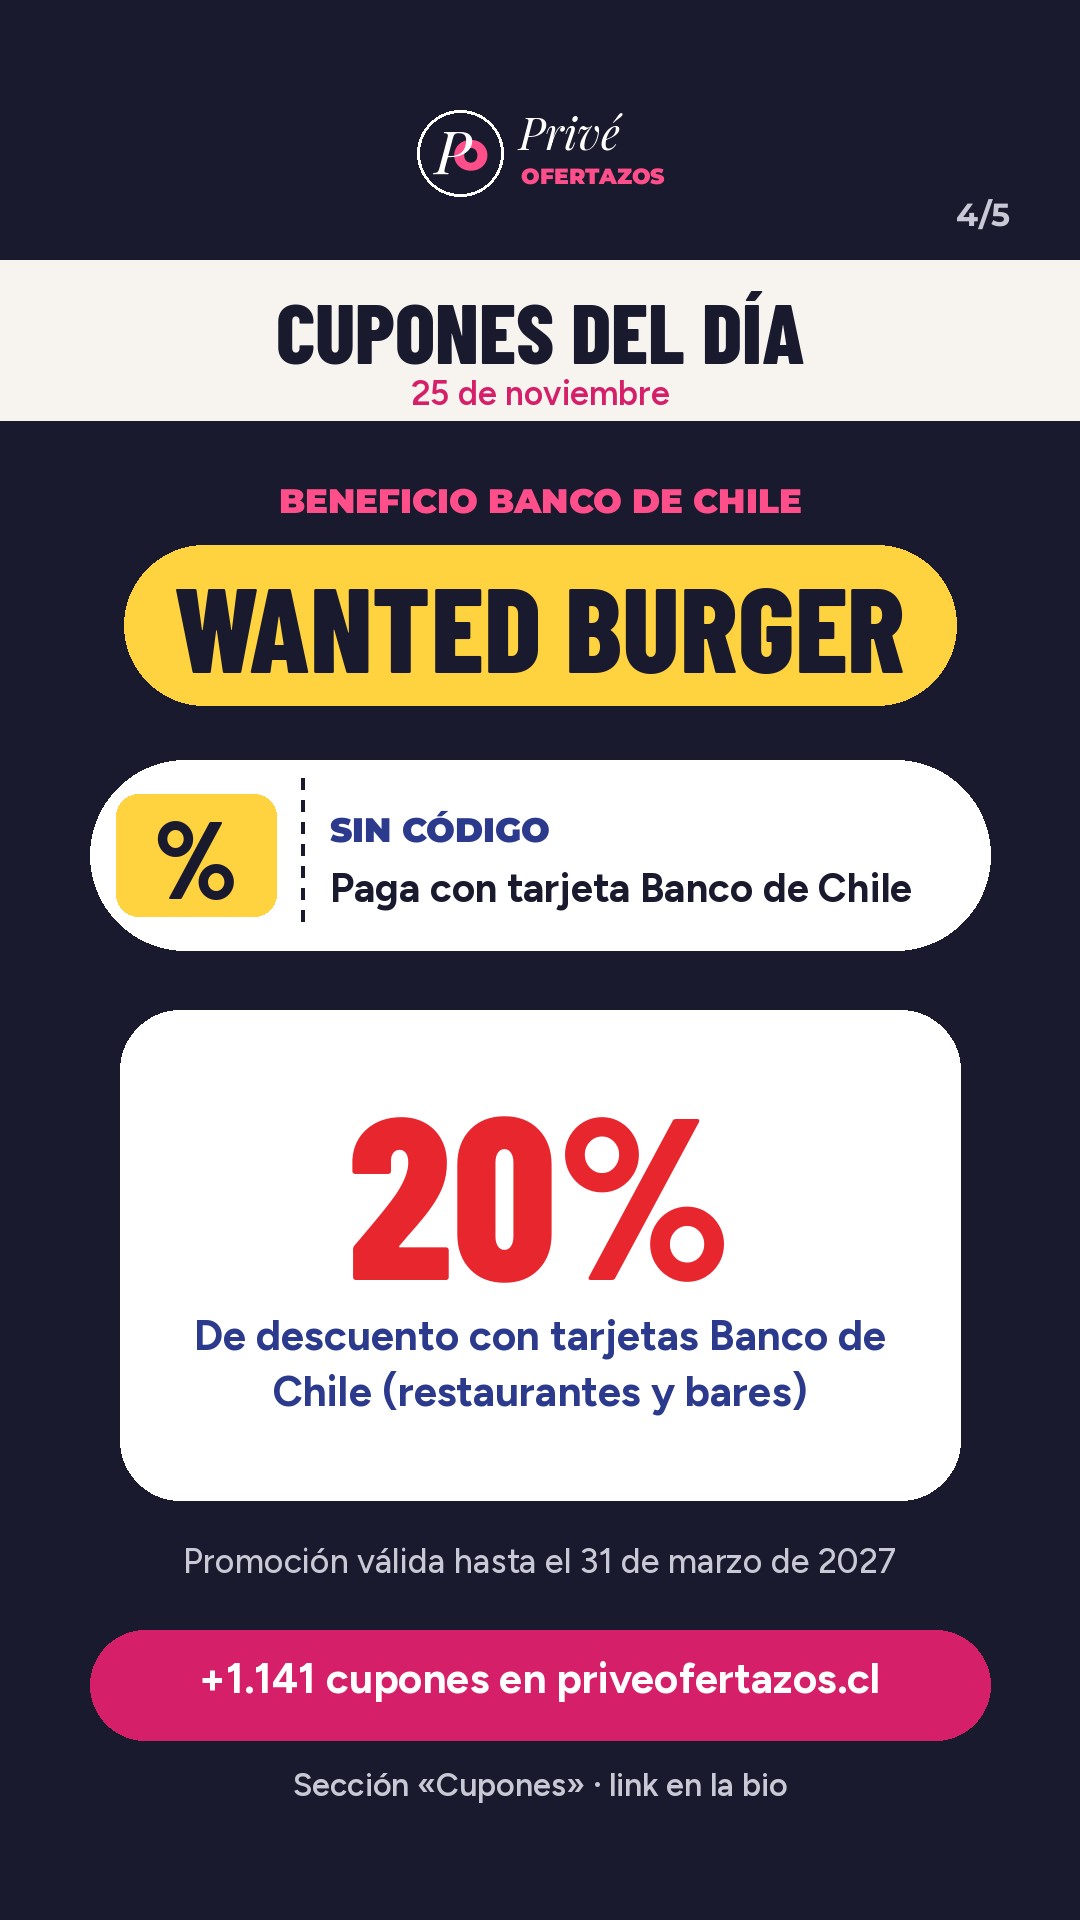 Po
Privé
OFERTAZOS
4/5
CUPONES DEL DÍA
25 de noviembre
BENEFICIO BANCO DE CHILE
WANTED BURGER
%
SIN CÓDIGO
Paga con tarjeta Banco de Chile
20%
De descuento con tarjetas Banco de
Chile (restaurantes y bares)
Promoción válida hasta el 31 de marzo de 2027
+1.141 cupones en priveofertazos.cl
Sección «Cupones» · link en la bio